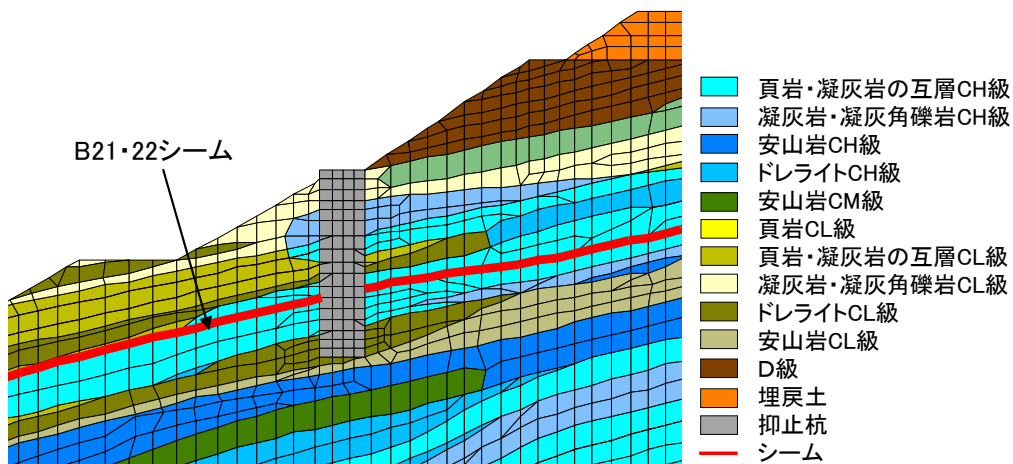 B21・22シーム
頁岩・凝灰岩の互層CH級
凝灰岩・凝灰角礫岩CH級
安山岩CH級
ドレライトCH級
安山岩CM級
頁岩CL級
頁岩・凝灰岩の互層CL級
凝灰岩・凝灰角礫岩CL級
ドレライトCL級
安山岩CL級
D級
埋戻土
抑止杭
シーム